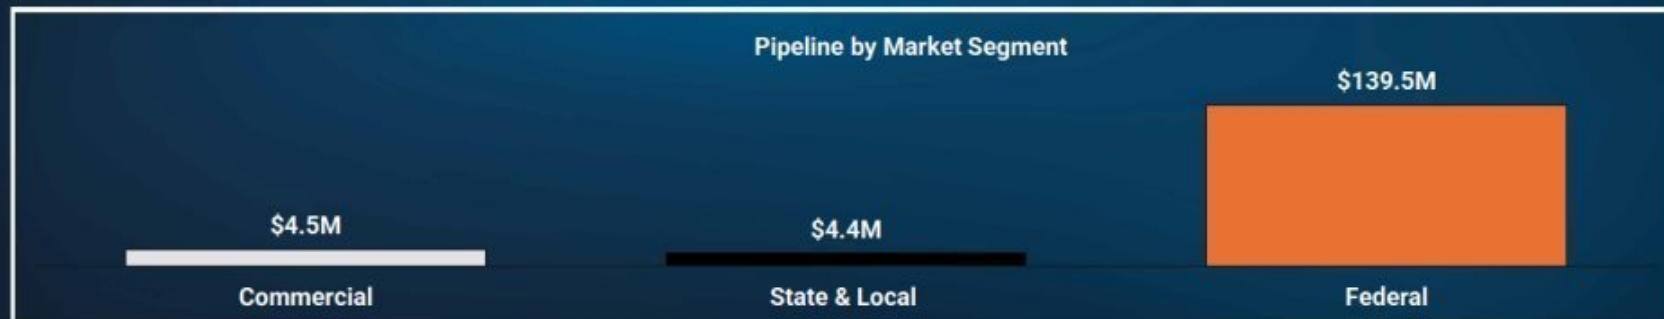 Pipeline by Market Segment
$139.5M
$4.5M
$4.4M
Commercial
State & Local
Federal